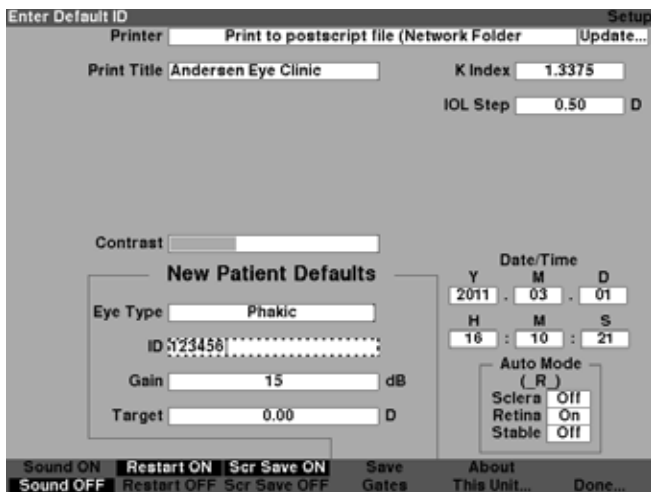 Enter Default ID Setup
Printer Print to postscript file (Network Folder Update...
Print Title Andersen Eye Clinic K Index 1.3375
IOL Step 0.50 D
Contrast
New Patient Defaults
Eye Type Phakic
ID 123456
Gain 15 dB
Target 0.00 D
Date/Time
Y M D
2011 . 03 . 01
H M S
16 : 10 : 21
Auto Mode
(_R_)
Sclera Off
Retina On
Stable Off
Sound ON Restart ON Scr Save ON Save About
Sound OFF Restart OFF Scr Save OFF Gates This Unit... Done...